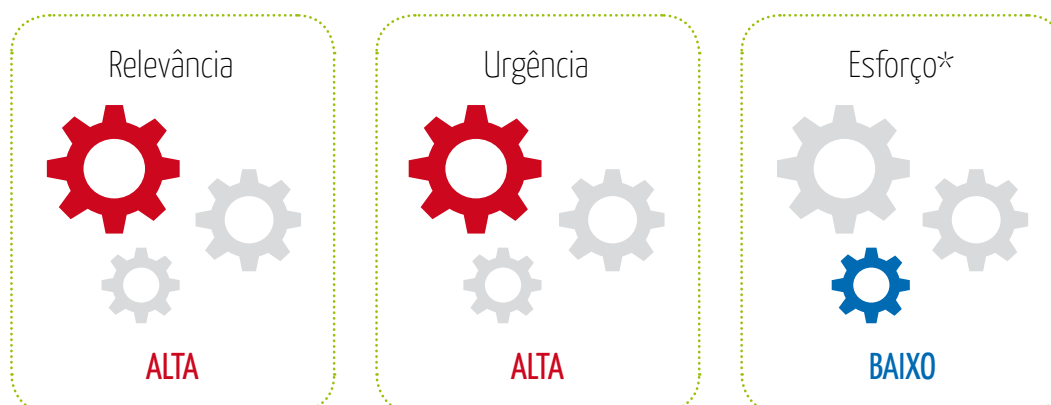 Relevância
Urgência
Esforço*
ALTA
ALTA
BAIXO